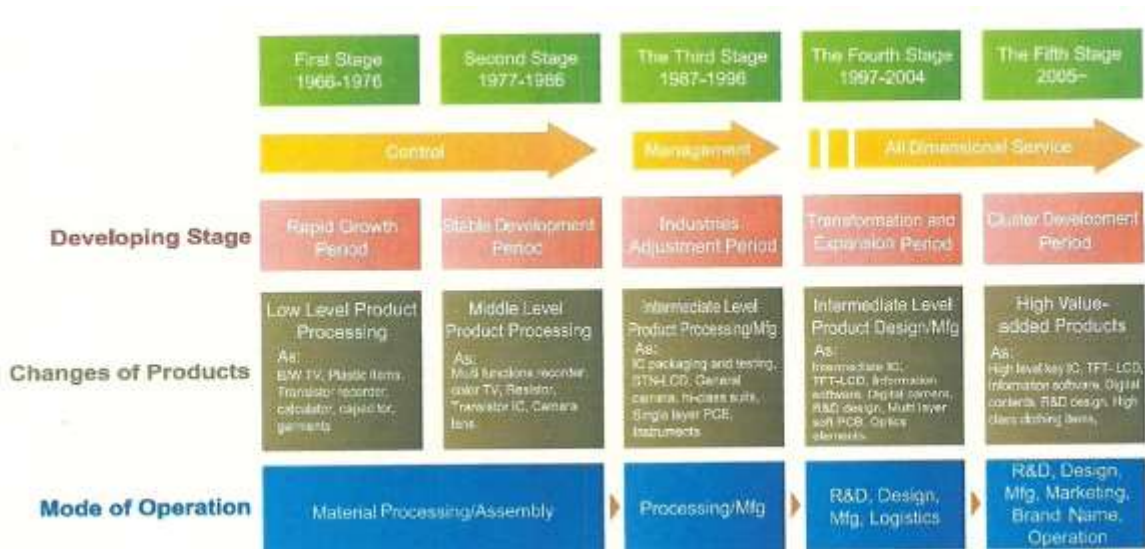 First Stage
1966-1976
Second Stage
1977-1986
The Third Stage
1987-1996
The Fourth Stage
1997-2004
The Fifth Stage
2005~
Control
Management
All Dimensional Service
Developing Stage
Rapid Growth
Period
Stable Development
Period
Industries
Adjustment Period
Transformation and
Expansion Period
Cluster Development
Period
Changes of Products
Low Level Product
Processing
As:
B/W TV, Plastic items,
Transistor recorder,
calculator, capacitor,
garments
Middle Level
Product Processing
As:
Multi functions recorder,
color TV, Resistor,
Transistor IC, Camera
lens
Intermediate Level
Product Processing/Mfg
As:
IC packaging and testing,
STN-LCD, General
camera, hi-class suits,
Single layer PCB,
Instruments
Intermediate Level
Product Design/Mfg
As:
Intermediate IC,
TFT-LCD, Information
software, Digital camera,
R&D design, Multi layer
soft PCB, Optics
elements.
High Value-
added Products
As:
High level key IC, TFT- LCD,
Information software, Digital
contents, R&D design, High
class clothing items,
Mode of Operation
Material Processing/Assembly
Processing/Mfg
R&D, Design,
Mfg, Logistics
R&D, Design,
Mfg, Marketing,
Brand Name,
Operation